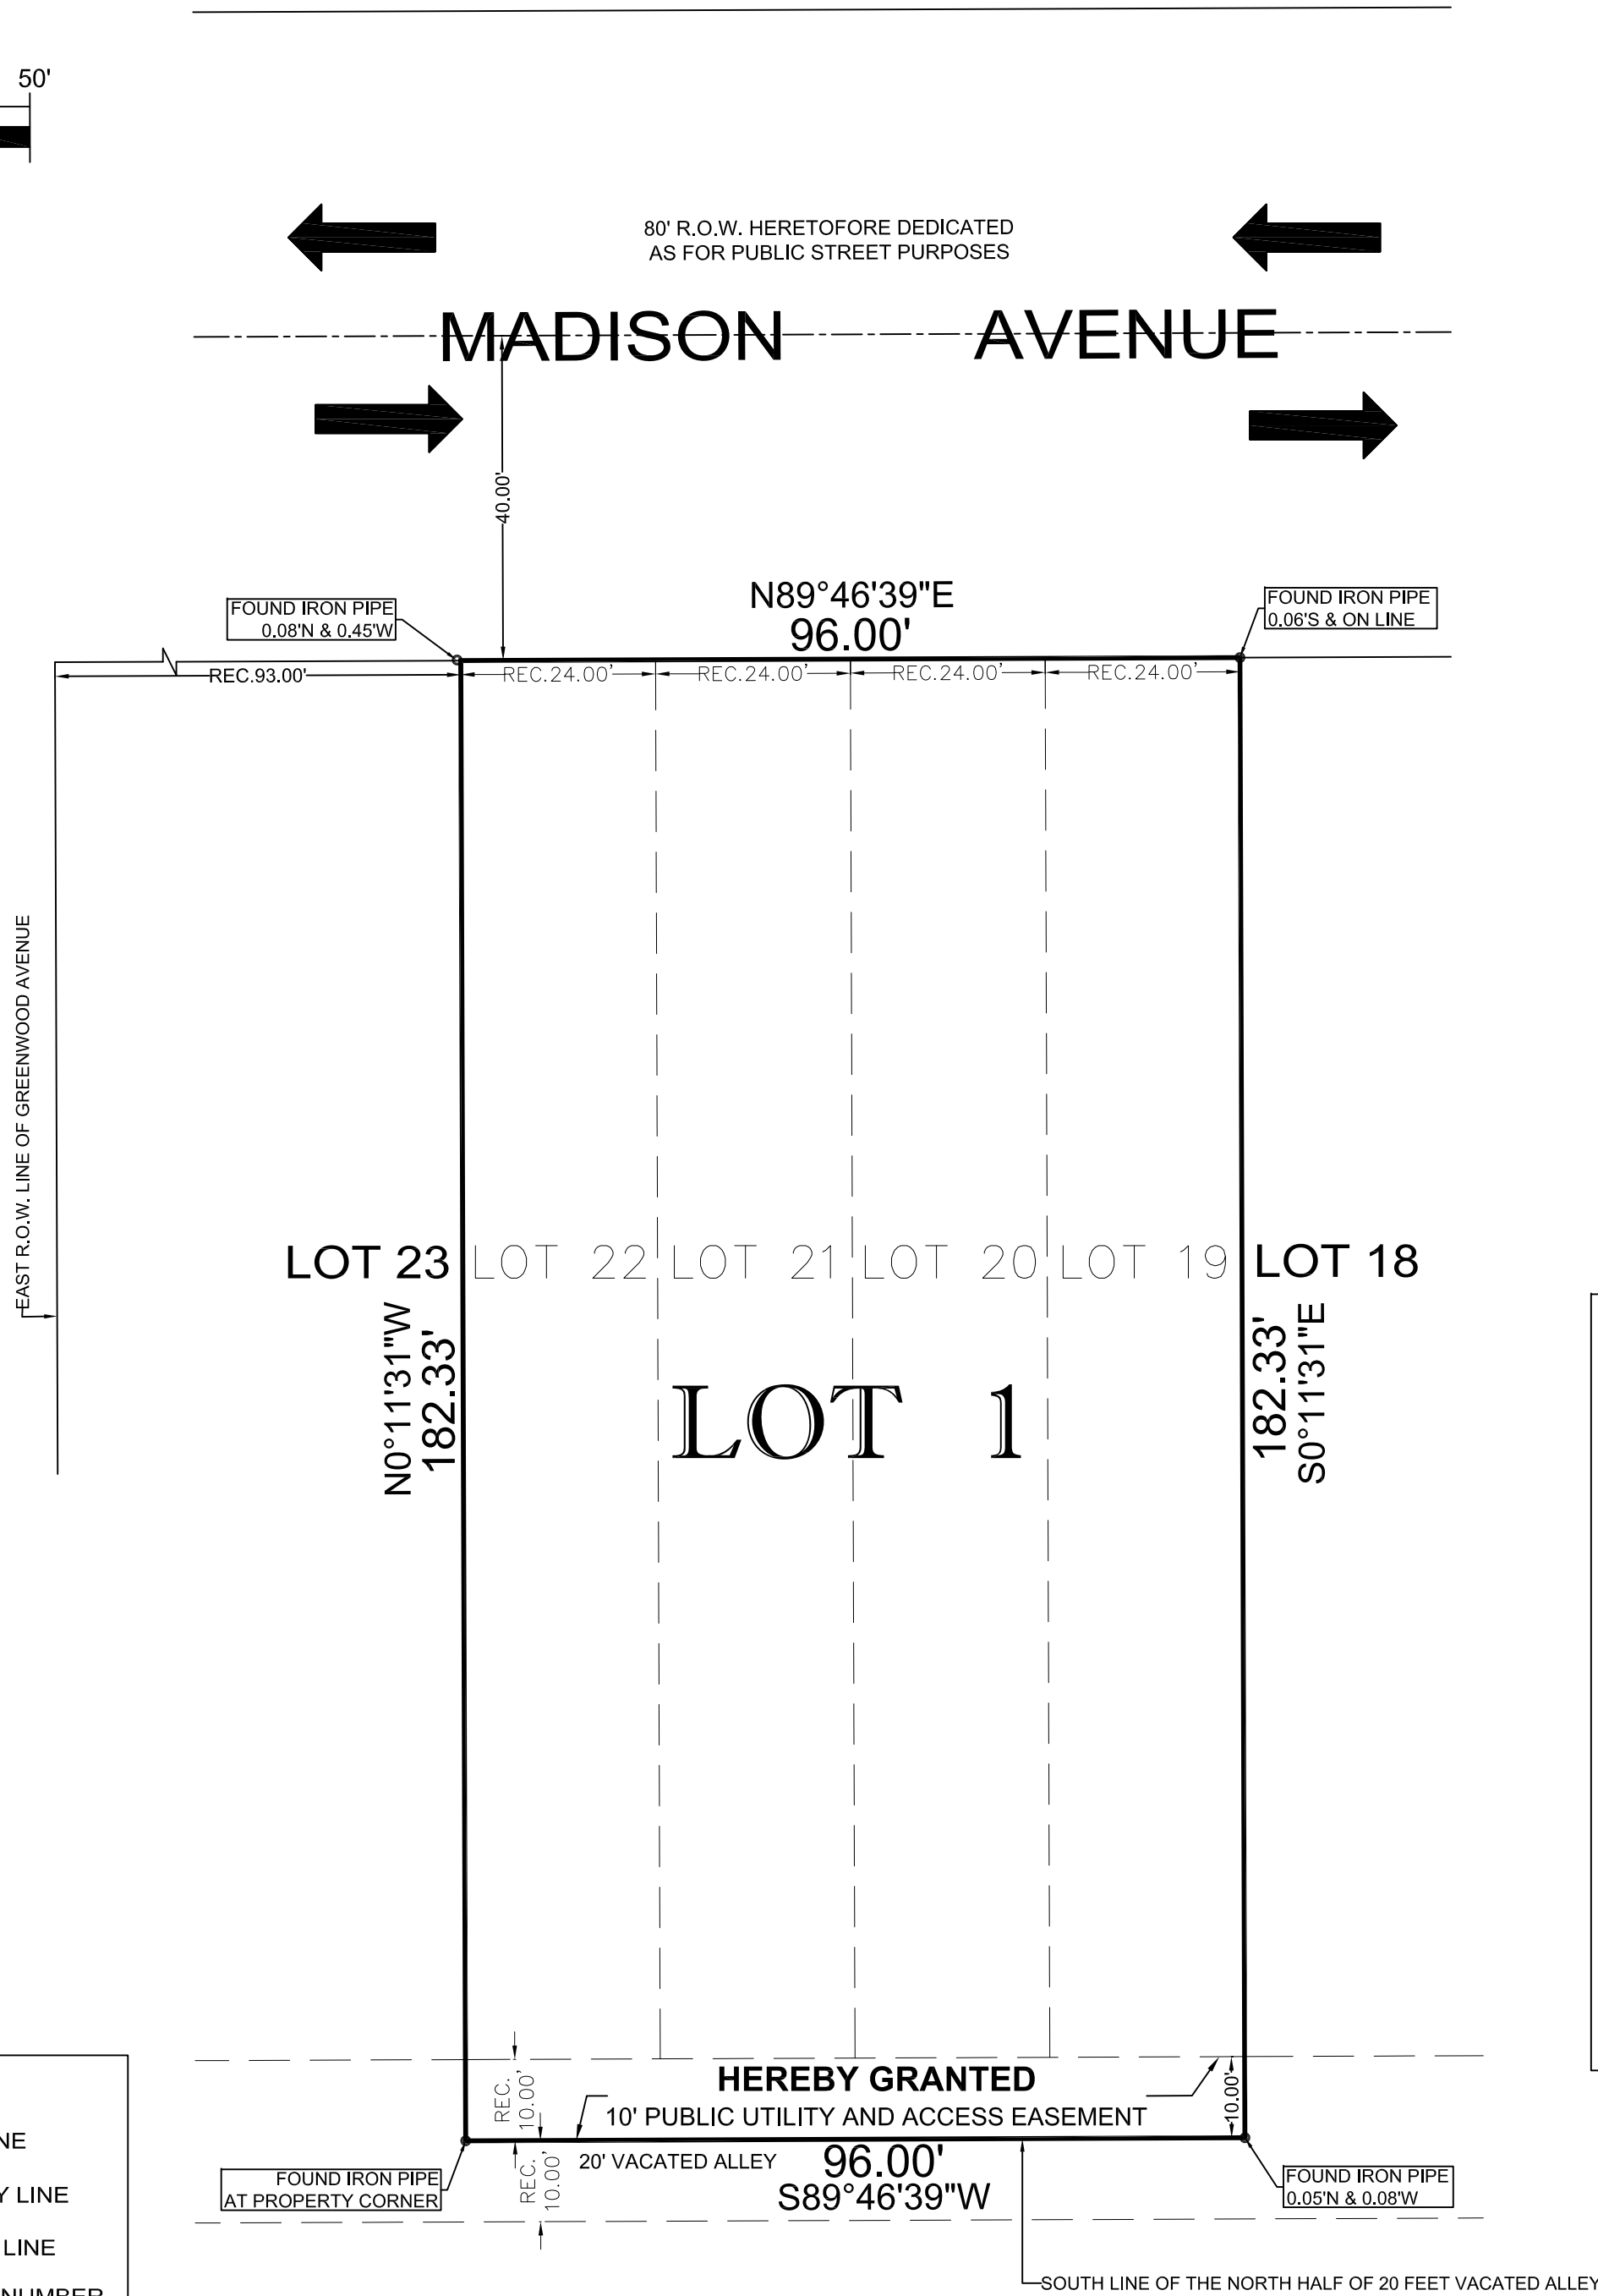 50'
80' R.O.W. HERETOFORE DEDICATED
AS FOR PUBLIC STREET PURPOSES
MADISON AVENUE
40.00'
N89°46'39"E
96.00'
FOUND IRON PIPE
0.08'N & 0.45'W
FOUND IRON PIPE
0.06'S & ON LINE
REC.93.00'
REC.24.00'
REC.24.00'
REC.24.00'
REC.24.00'
EAST R.O.W. LINE OF GREENWOOD AVENUE
LOT 23
LOT 22
LOT 21
LOT 20
LOT 19
LOT 18
N0°11'31"W
182.33'
LOT 1
182.33'
S0°11'31"E
HEREBY GRANTED
10' PUBLIC UTILITY AND ACCESS EASEMENT
REC.
10.00'
10.00'
20' VACATED ALLEY
96.00'
S89°46'39"W
REC.
10.00'
FOUND IRON PIPE
AT PROPERTY CORNER
FOUND IRON PIPE
0.05'N & 0.08'W
SOUTH LINE OF THE NORTH HALF OF 20 FEET VACATED ALLEY
LINE
LINE
NUMBER